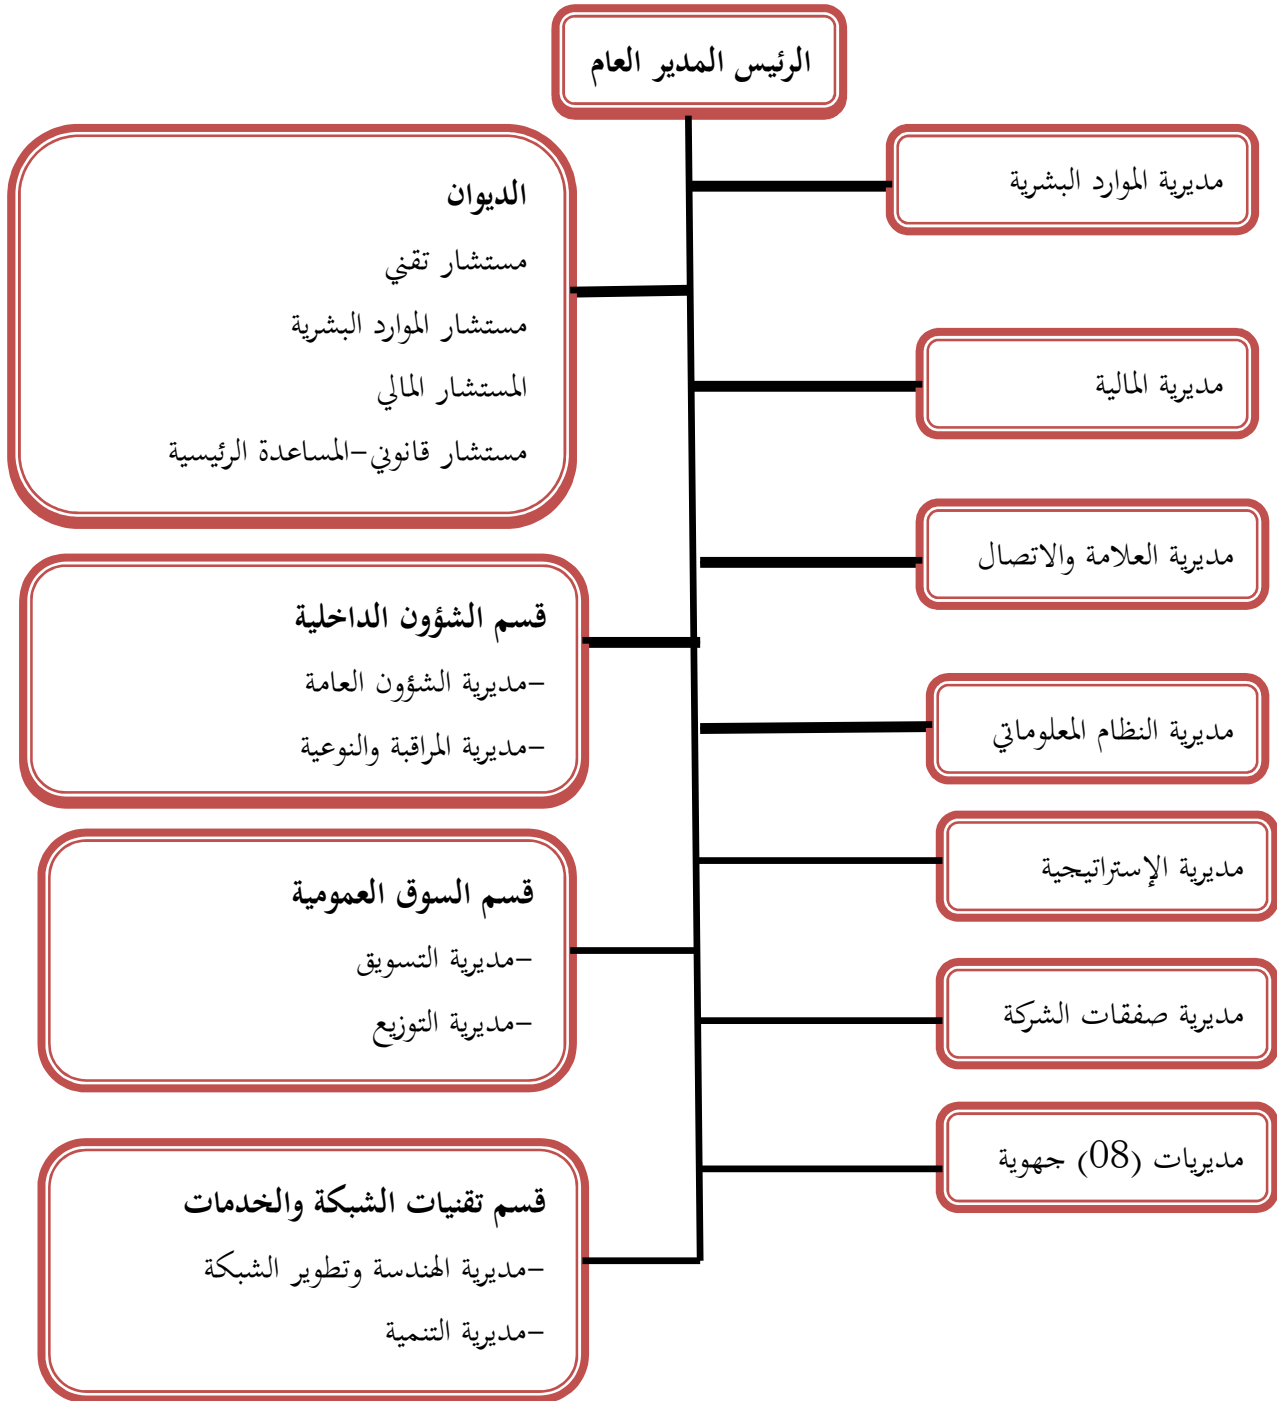 الرئيس المدير العام
مديرية الموارد البشرية
مديرية المالية
مديرية العلامة والاتصال
مديرية النظام المعلوماتي
مديرية الإستراتيجية
مديرية صفقات الشركة
مديريات (08) جهوية
الديوان
مستشار تقني
مستشار الموارد البشرية
المستشار المالي
مستشار قانوني-المساعدة الرئيسية
قسم الشؤون الداخلية
-مديرية الشؤون العامة
-مديرية المراقبة والنوعية
قسم السوق العمومية
-مديرية التسويق
-مديرية التوزيع
قسم تقنيات الشبكة والخدمات
-مديرية الهندسة وتطوير الشبكة
-مديرية التنمية